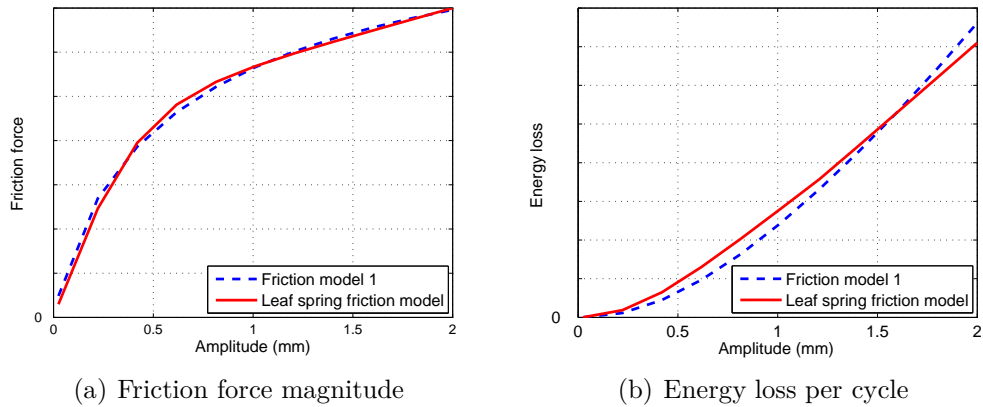 Friction force
0
0
0.5
1
1.5
2
Amplitude (mm)
Friction model 1
Leaf spring friction model
(a) Friction force magnitude
Energy loss
0
0
0.5
1
1.5
2
Amplitude (mm)
Friction model 1
Leaf spring friction model
(b) Energy loss per cycle